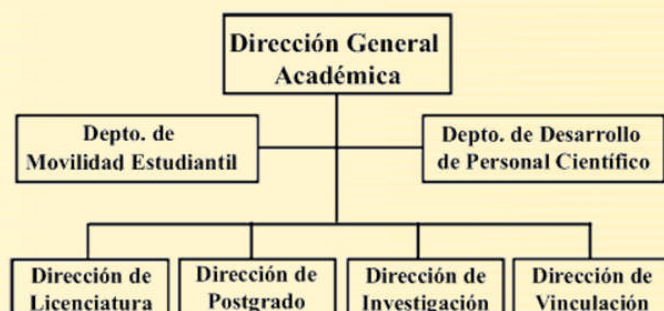 Dirección General
Académica
Depto. de
Movilidad Estudiantil
Depto. de Desarrollo
de Personal Científico
Dirección de
Licenciatura
Dirección de
Postgrado
Dirección de
Investigación
Dirección de
Vinculación